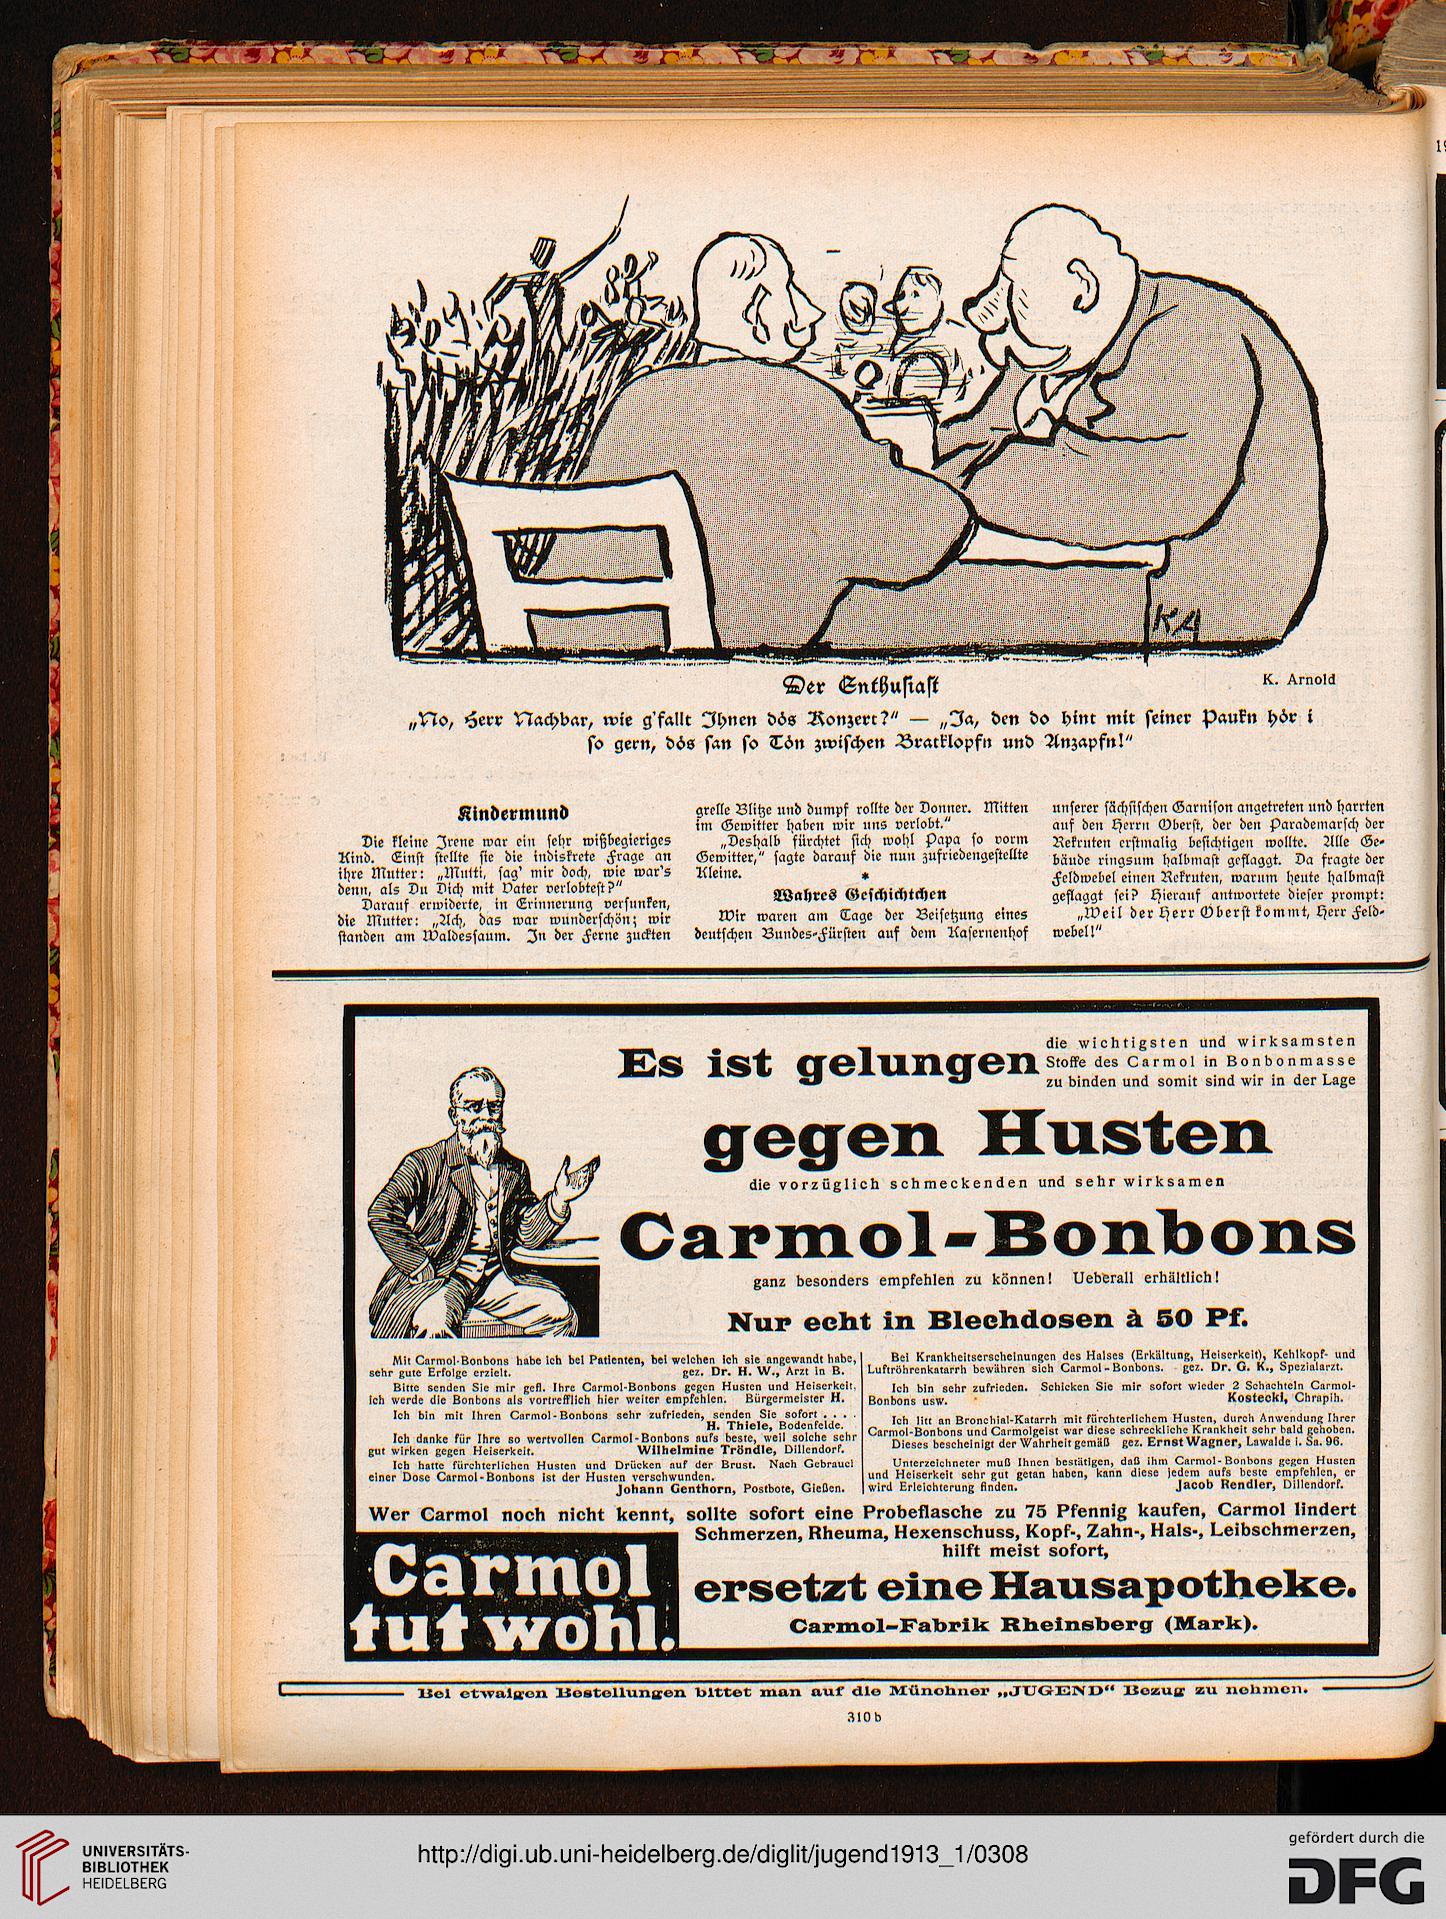 KA
Der Enthusiast
K. Arnold
„No, Herr Nachbar, wie g'fallt Ihnen dös Konzert?" — „Ja, den do hint mit seiner Paukn hör i
so gern, dös san so Tön zwischen Bratklopfn und Anzapfn!"
Kindermund
Die kleine Irene war ein sehr wißbegieriges
Kind. Einst stellte sie die indiskrete Frage an
ihre Mutter: „Mutti, sag' mir doch, wie war's
denn, als Du Dich mit Vater verlobtest?"
Darauf erwiderte, in Erinnerung versunken,
die Mutter: „Ach, das war wunderschön; wir
standen am Waldessaum. In der Ferne zuckten
grelle Blitze und dumpf rollte der Donner. Mitten
im Gewitter haben wir uns verlobt."
„Deshalb fürchtet sich wohl Papa so vorm
Gewitter," sagte darauf die nun zufriedengestellte
Kleine.
*
Wahres Geschichtchen
Wir waren am Tage der Beisetzung eines
deutschen Bundes-Fürsten auf dem Kasernenhof
unserer sächsischen Garnison angetreten und harrten
auf den Herrn Oberst, der den Parademarsch der
Rekruten erstmalig besichtigen wollte. Alle Ge-
bäude ringsum halbmast geflaggt. Da fragte der
Feldwebel einen Rekruten, warum heute halbmast
geflaggt sei? Hierauf antwortete dieser prompt:
„Weil der Herr Oberst kommt, Herr Feld-
webel!"
Es ist gelungen
die wichtigsten und wirksamsten
Stoffe des Carmol in Bonbonmasse
zu binden und somit sind wir in der Lage
gegen Husten
die vorzüglich schmeckenden und sehr wirksamen
Carmol-Bonbons
ganz besonders empfehlen zu können! Ueberall erhältlich!
Nur echt in Blechdosen à 50 Pf.
Mit Carmol-Bonbons habe ich bei Patienten, bei welchen ich sie angewandt habe,
sehr gute Erfolge erzielt. gez. Dr. H. W., Arzt in B.
Bitte senden Sie mir gefl. Ihre Carmol-Bonbons gegen Husten und Heiserkeit,
ich werde die Bonbons als vortrefflich hier weiter empfehlen. Bürgermeister H.
Ich bin mit Ihren Carmol-Bonbons sehr zufrieden, senden Sie sofort . . . .
H. Thiele, Bodenfelde.
Ich danke für Ihre so wertvollen Carmol-Bonbons aufs beste, weil solche sehr
gut wirken gegen Heiserkeit. Wilhelmine Tröndle, Dillendorf.
Ich hatte fürchterlichen Husten und Drücken auf der Brust. Nach Gebrauch
einer Dose Carmol-Bonbons ist der Husten verschwunden.
Johann Genthorn, Postbote, Gießen.
Bei Krankheitserscheinungen des Halses (Erkältung, Heiserkeit), Kehlkopf- und
Luftröhrenkatarrh bewähren sich Carmol-Bonbons. gez. Dr. G. K., Spezialarzt.
Ich bin sehr zufrieden. Schicken Sie mir sofort wieder 2 Schachteln Carmol-
Bonbons usw. Kostecki, Chrapih.
Ich litt an Bronchial-Katarrh mit fürchterlichem Husten, durch Anwendung Ihrer
Carmol-Bonbons und Carmolgeist war diese schreckliche Krankheit sehr bald gehoben.
Dieses bescheinigt der Wahrheit gemäß gez. Ernst Wagner, Lawalde i. Sa. 96.
Unterzeichneter muß Ihnen bestätigen, daß ihm Carmol-Bonbons gegen Husten
und Heiserkeit sehr gut getan haben, kann diese jedem aufs beste empfehlen, er
wird Erleichterung finden. Jacob Rendler, Dillendorf.
Wer Carmol noch nicht kennt, sollte sofort eine Probeflasche zu 75 Pfennig kaufen, Carmol lindert
Schmerzen, Rheuma, Hexenschuss, Kopf-, Zahn-, Hals-, Leibschmerzen,
hilft meist sofort,
Carmol
tut wohl.
ersetzt eine Hausapotheke.
Carmol-Fabrik Rheinsberg (Mark).
Bei etwaigen Bestellungen bittet man auf die Münchner „JUGEND" Bezug zu nehmen.
310 b
UNIVERSITÄTS-
BIBLIOTHEK
HEIDELBERG
http://digi.ub.uni-heidelberg.de/diglit/jugend1913_1/0308
gefördert durch die
DFG